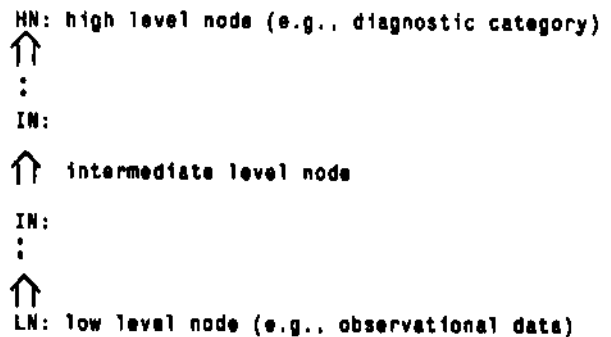 HN: high level node (e.g., diagnostic category)
⇑
:
IN:
⇑ intermediate level node
IN:
:
⇑
LN: low level node (e.g., observational data)